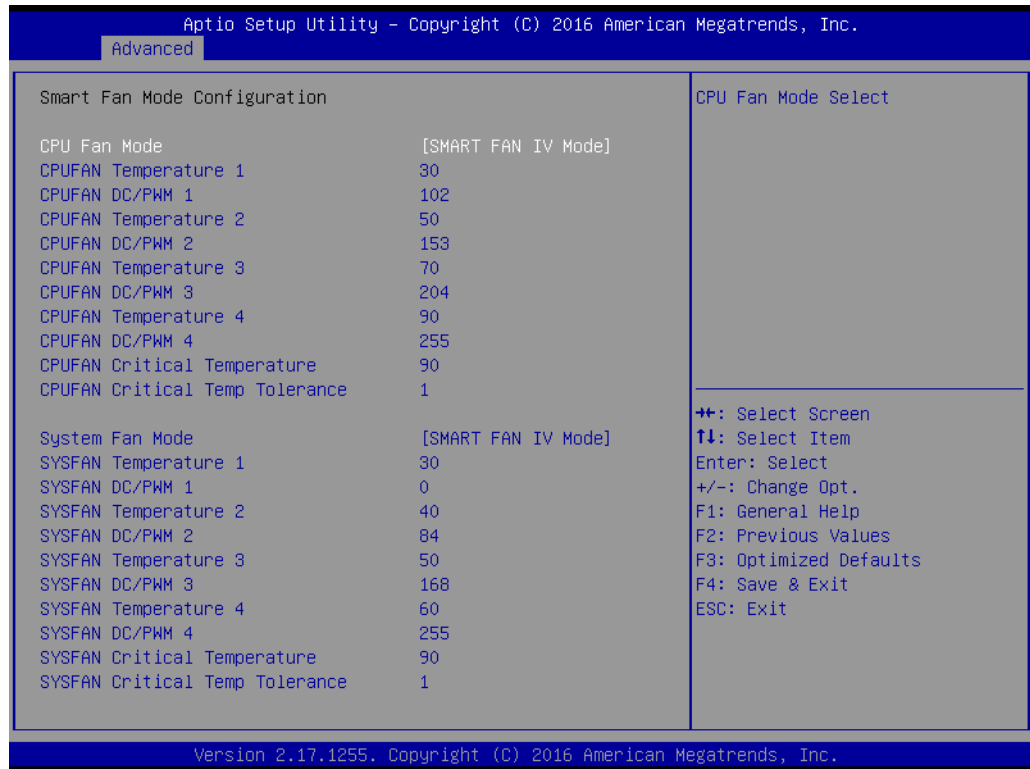 Aptio Setup Utility – Copyright (C) 2016 American Megatrends, Inc.
Advanced
Smart Fan Mode Configuration
CPU Fan Mode [SMART FAN IV Mode]
CPUFAN Temperature 1 30
CPUFAN DC/PWM 1 102
CPUFAN Temperature 2 50
CPUFAN DC/PWM 2 153
CPUFAN Temperature 3 70
CPUFAN DC/PWM 3 204
CPUFAN Temperature 4 90
CPUFAN DC/PWM 4 255
CPUFAN Critical Temperature 90
CPUFAN Critical Temp Tolerance 1
System Fan Mode [SMART FAN IV Mode]
SYSFAN Temperature 1 30
SYSFAN DC/PWM 1 0
SYSFAN Temperature 2 40
SYSFAN DC/PWM 2 84
SYSFAN Temperature 3 50
SYSFAN DC/PWM 3 168
SYSFAN Temperature 4 60
SYSFAN DC/PWM 4 255
SYSFAN Critical Temperature 90
SYSFAN Critical Temp Tolerance 1
CPU Fan Mode Select
→←: Select Screen
↑↓: Select Item
Enter: Select
+/-: Change Opt.
F1: General Help
F2: Previous Values
F3: Optimized Defaults
F4: Save & Exit
ESC: Exit
Version 2.17.1255. Copyright (C) 2016 American Megatrends, Inc.